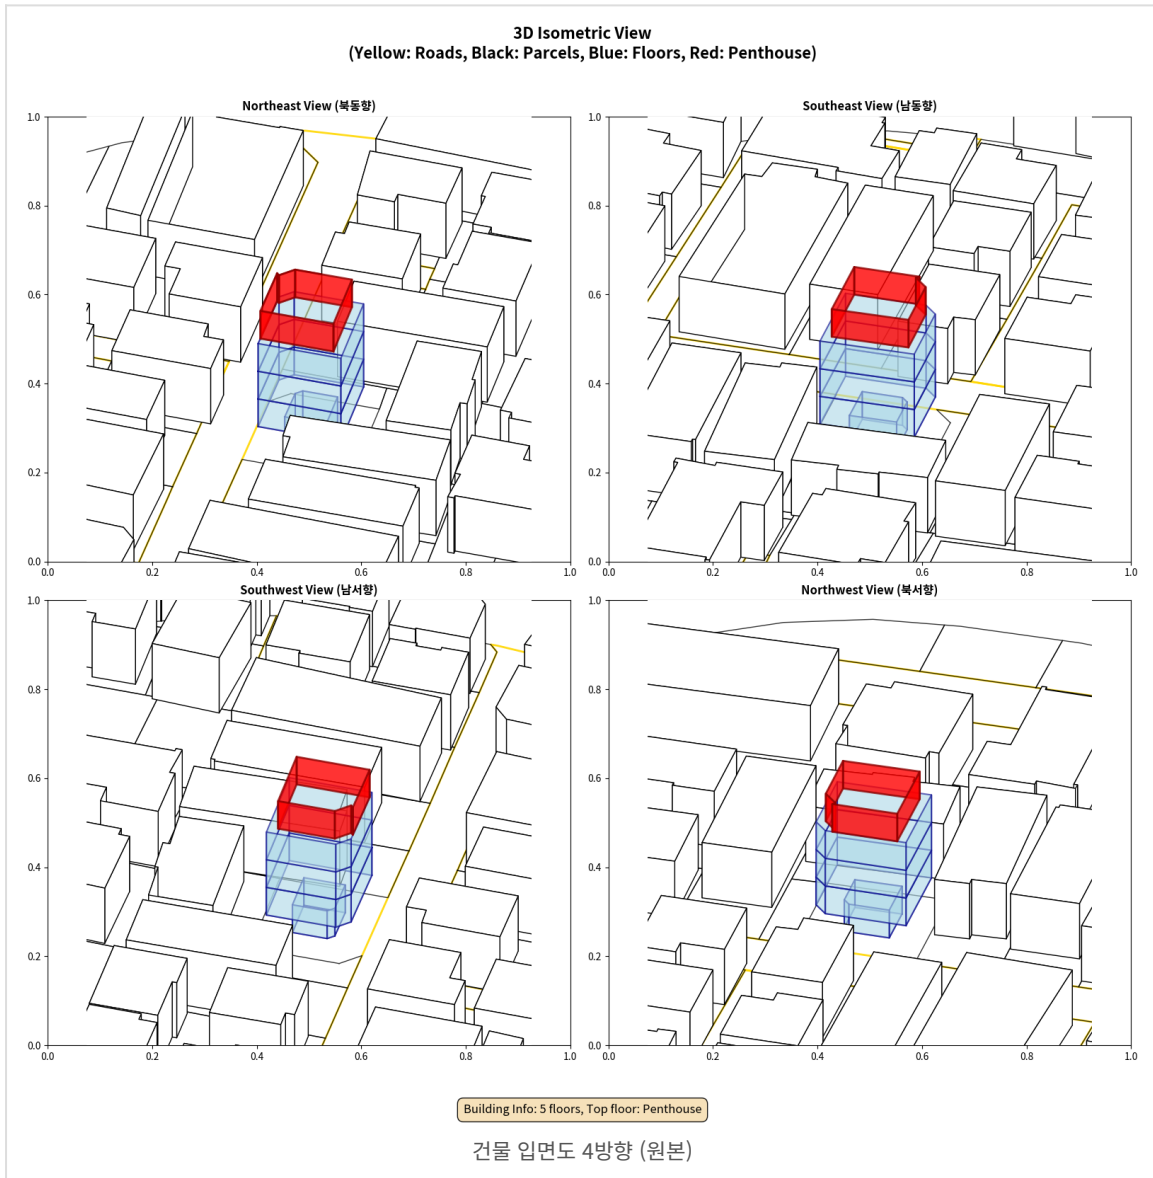 3D Isometric View
(Yellow: Roads, Black: Parcels, Blue: Floors, Red: Penthouse)
Northeast View (북동향)
1.0
0.8
0.6
0.4
0.2
0.0
0.0 0.2 0.4 0.6 0.8 1.0
Southeast View (남동향)
1.0
0.8
0.6
0.4
0.2
0.0
0.0 0.2 0.4 0.6 0.8 1.0
Southwest View (남서향)
1.0
0.8
0.6
0.4
0.2
0.0
0.0 0.2 0.4 0.6 0.8 1.0
Northwest View (북서향)
1.0
0.8
0.6
0.4
0.2
0.0
0.0 0.2 0.4 0.6 0.8 1.0
Building Info: 5 floors, Top floor: Penthouse
건물 입면도 4방향 (원본)